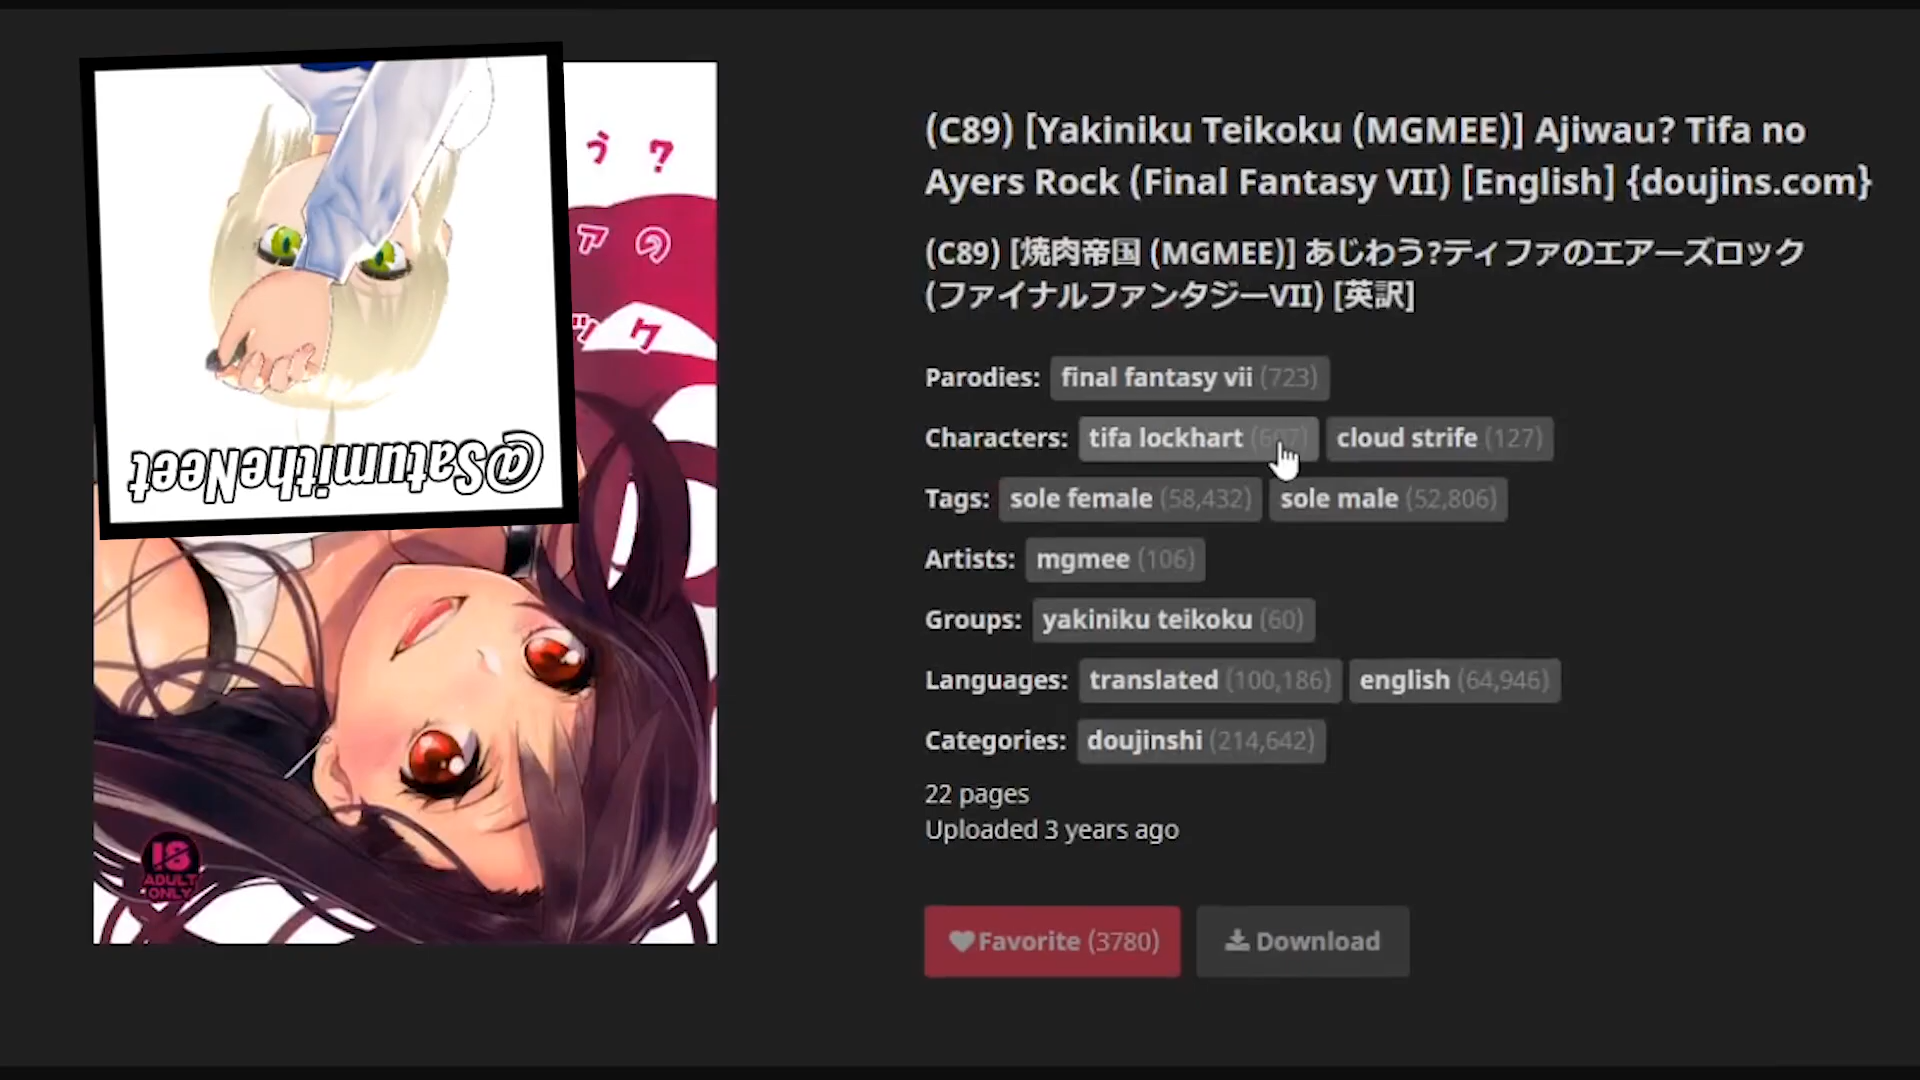 @SatumitheNeet
う?
ァの
ック
18
ADULT
ONLY
(C89) [Yakiniku Teikoku (MGMEE)] Ajiwau? Tifa no
Ayers Rock (Final Fantasy VII) [English] {doujins.com}
(C89) [焼肉帝国 (MGMEE)] あじわう?ティファのエアーズロック
(ファイナルファンタジーVII) [英訳]
Parodies: final fantasy vii (723)
Characters: tifa lockhart cloud strife (127)
Tags: sole female (58,432) sole male (52,806)
Artists: mgmee (106)
Groups: yakiniku teikoku (60)
Languages: translated (100,186) english (64,946)
Categories: doujinshi (214,642)
22 pages
Uploaded 3 years ago
Favorite (3780) Download